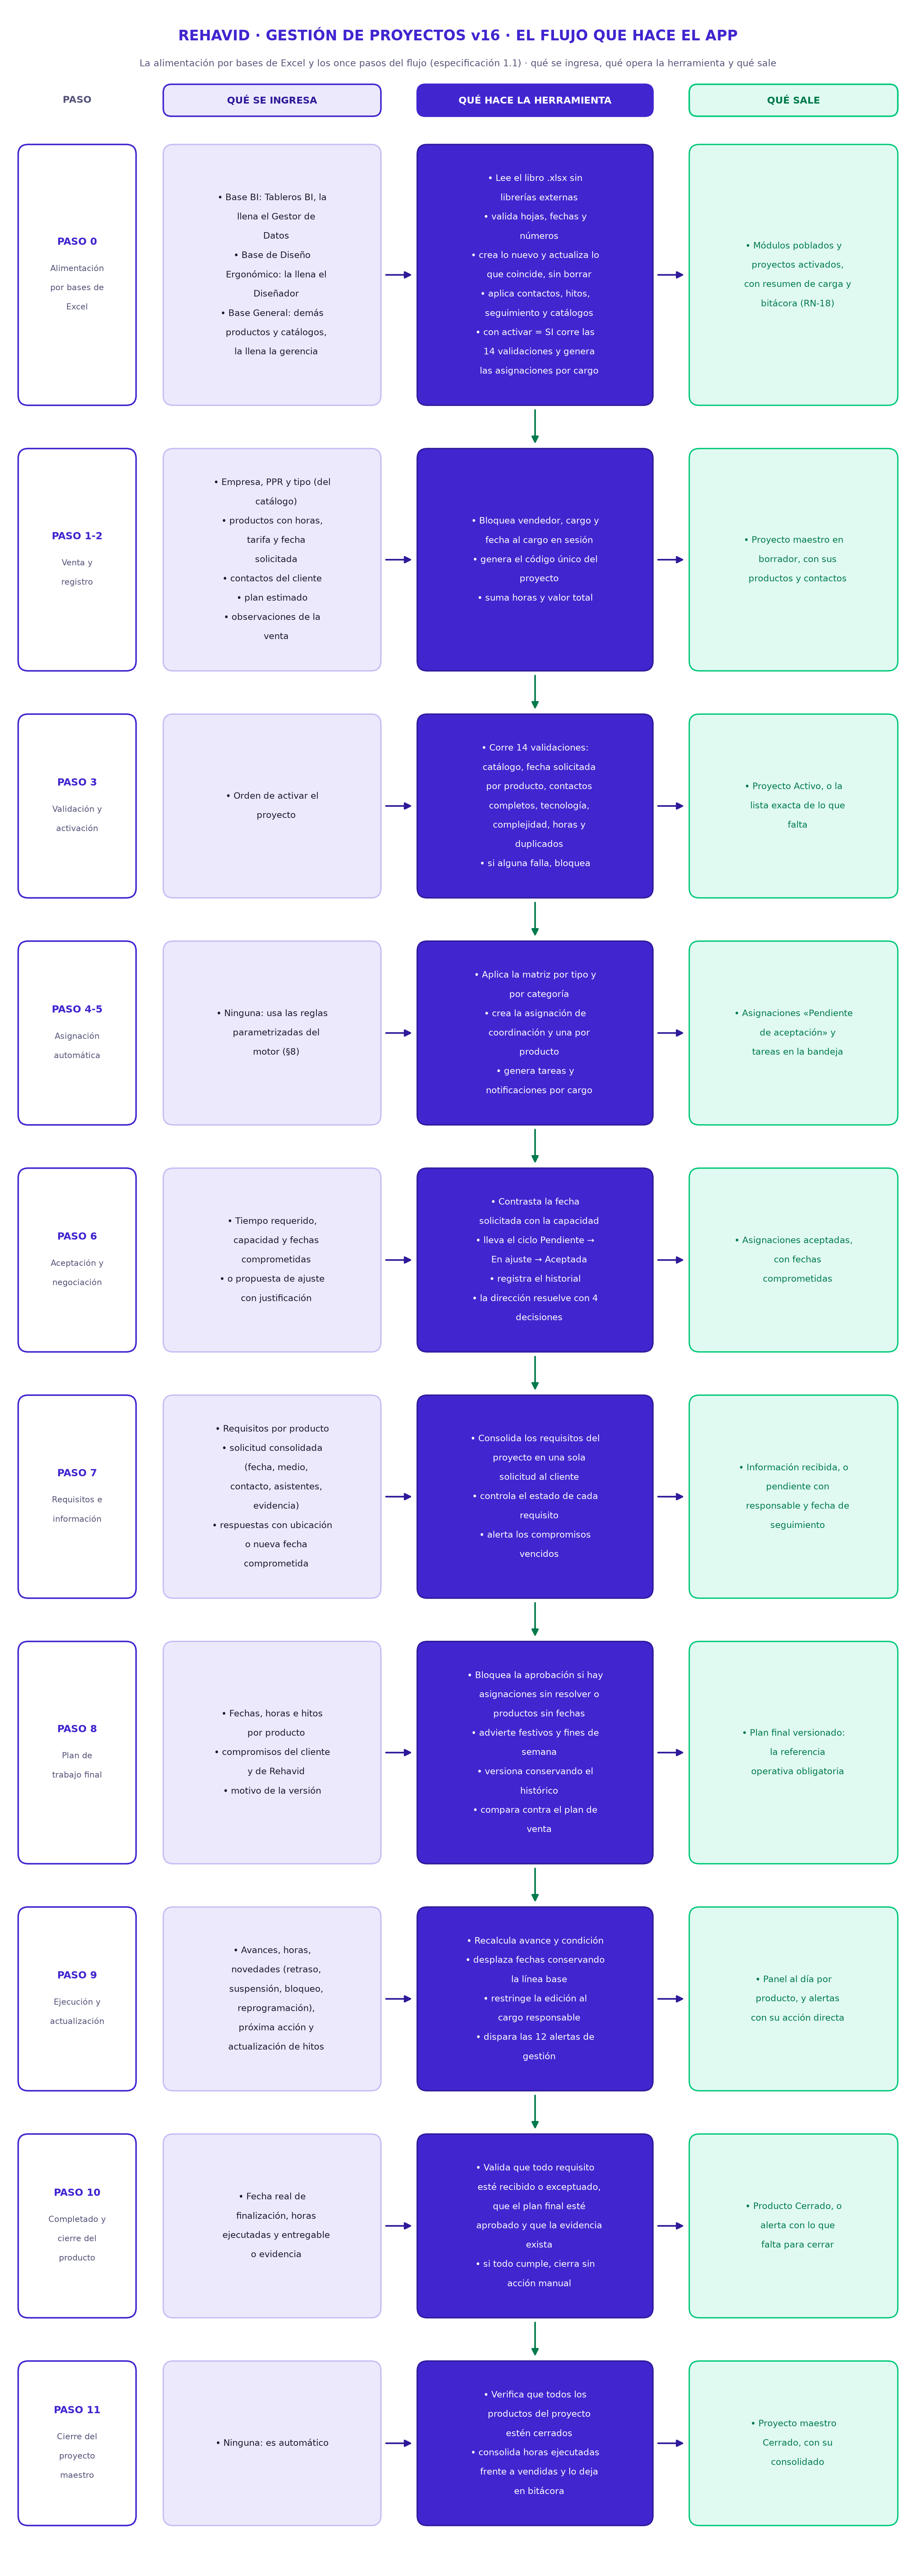 REHAVID · GESTIÓN DE PROYECTOS v16 · EL FLUJO QUE HACE EL APP
La alimentación por bases de Excel y los once pasos del flujo (especificación 1.1) · qué se ingresa, qué opera la herramienta y qué sale
PASO
QUÉ SE INGRESA
QUÉ HACE LA HERRAMIENTA
QUÉ SALE
PASO 0
Alimentación
por bases de
Excel
• Base BI: Tableros BI, la
llena el Gestor de
Datos
• Base de Diseño
Ergonómico: la llena el
Diseñador
• Base General: demás
productos y catálogos,
la llena la gerencia
• Lee el libro .xlsx sin
librerías externas
• valida hojas, fechas y
números
• crea lo nuevo y actualiza lo
que coincide, sin borrar
• aplica contactos, hitos,
seguimiento y catálogos
• con activar = SI corre las
14 validaciones y genera
las asignaciones por cargo
• Módulos poblados y
proyectos activados,
con resumen de carga y
bitácora (RN-18)
PASO 1-2
Venta y
registro
• Empresa, PPR y tipo (del
catálogo)
• productos con horas,
tarifa y fecha
solicitada
• contactos del cliente
• plan estimado
• observaciones de la
venta
• Bloquea vendedor, cargo y
fecha al cargo en sesión
• genera el código único del
proyecto
• suma horas y valor total
• Proyecto maestro en
borrador, con sus
productos y contactos
PASO 3
Validación y
activación
• Orden de activar el
proyecto
• Corre 14 validaciones:
catálogo, fecha solicitada
por producto, contactos
completos, tecnología,
complejidad, horas y
duplicados
• si alguna falla, bloquea
• Proyecto Activo, o la
lista exacta de lo que
falta
PASO 4-5
Asignación
automática
• Ninguna: usa las reglas
parametrizadas del
motor (§8)
• Aplica la matriz por tipo y
por categoría
• crea la asignación de
coordinación y una por
producto
• genera tareas y
notificaciones por cargo
• Asignaciones «Pendiente
de aceptación» y
tareas en la bandeja
PASO 6
Aceptación y
negociación
• Tiempo requerido,
capacidad y fechas
comprometidas
• o propuesta de ajuste
con justificación
• Contrasta la fecha
solicitada con la capacidad
• lleva el ciclo Pendiente →
En ajuste → Aceptada
• registra el historial
• la dirección resuelve con 4
decisiones
• Asignaciones aceptadas,
con fechas
comprometidas
PASO 7
Requisitos e
información
• Requisitos por producto
• solicitud consolidada
(fecha, medio,
contacto, asistentes,
evidencia)
• respuestas con ubicación
o nueva fecha
comprometida
• Consolida los requisitos del
proyecto en una sola
solicitud al cliente
• controla el estado de cada
requisito
• alerta los compromisos
vencidos
• Información recibida, o
pendiente con
responsable y fecha de
seguimiento
PASO 8
Plan de
trabajo final
• Fechas, horas e hitos
por producto
• compromisos del cliente
y de Rehavid
• motivo de la versión
• Bloquea la aprobación si hay
asignaciones sin resolver o
productos sin fechas
• advierte festivos y fines de
semana
• versiona conservando el
histórico
• compara contra el plan de
venta
• Plan final versionado:
la referencia
operativa obligatoria
PASO 9
Ejecución y
actualización
• Avances, horas,
novedades (retraso,
suspensión, bloqueo,
reprogramación),
próxima acción y
actualización de hitos
• Recalcula avance y condición
• desplaza fechas conservando
la línea base
• restringe la edición al
cargo responsable
• dispara las 12 alertas de
gestión
• Panel al día por
producto, y alertas
con su acción directa
PASO 10
Completado y
cierre del
producto
• Fecha real de
finalización, horas
ejecutadas y entregable
o evidencia
• Valida que todo requisito
esté recibido o exceptuado,
que el plan final esté
aprobado y que la evidencia
exista
• si todo cumple, cierra sin
acción manual
• Producto Cerrado, o
alerta con lo que
falta para cerrar
PASO 11
Cierre del
proyecto
maestro
• Ninguna: es automático
• Verifica que todos los
productos del proyecto
estén cerrados
• consolida horas ejecutadas
frente a vendidas y lo deja
en bitácora
• Proyecto maestro
Cerrado, con su
consolidado